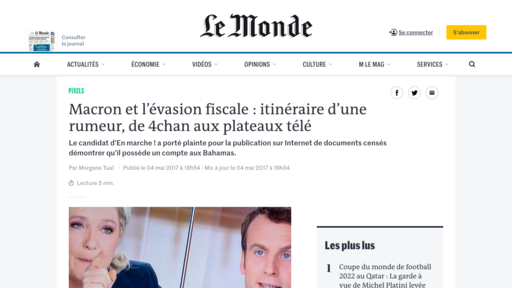 Le Monde
Consulter
le journal
Se connecter
S'abonner
ACTUALITÉS
ÉCONOMIE
VIDÉOS
OPINIONS
CULTURE
M LE MAG
SERVICES
PIXELS
Macron et l'évasion fiscale : itinéraire d'une
rumeur, de 4chan aux plateaux télé
Le candidat d'En marche ! a porté plainte pour la publication sur Internet de documents censés
démontrer qu'il possède un compte aux Bahamas.
Par Morgane Tual · Publié le 04 mai 2017 à 18h54 - Mis à jour le 04 mai 2017 à 19h34
Lecture 5 min.
Les plus lus
1 Coupe du monde de football
2022 au Qatar : La garde à
vue de Michel Platini levée